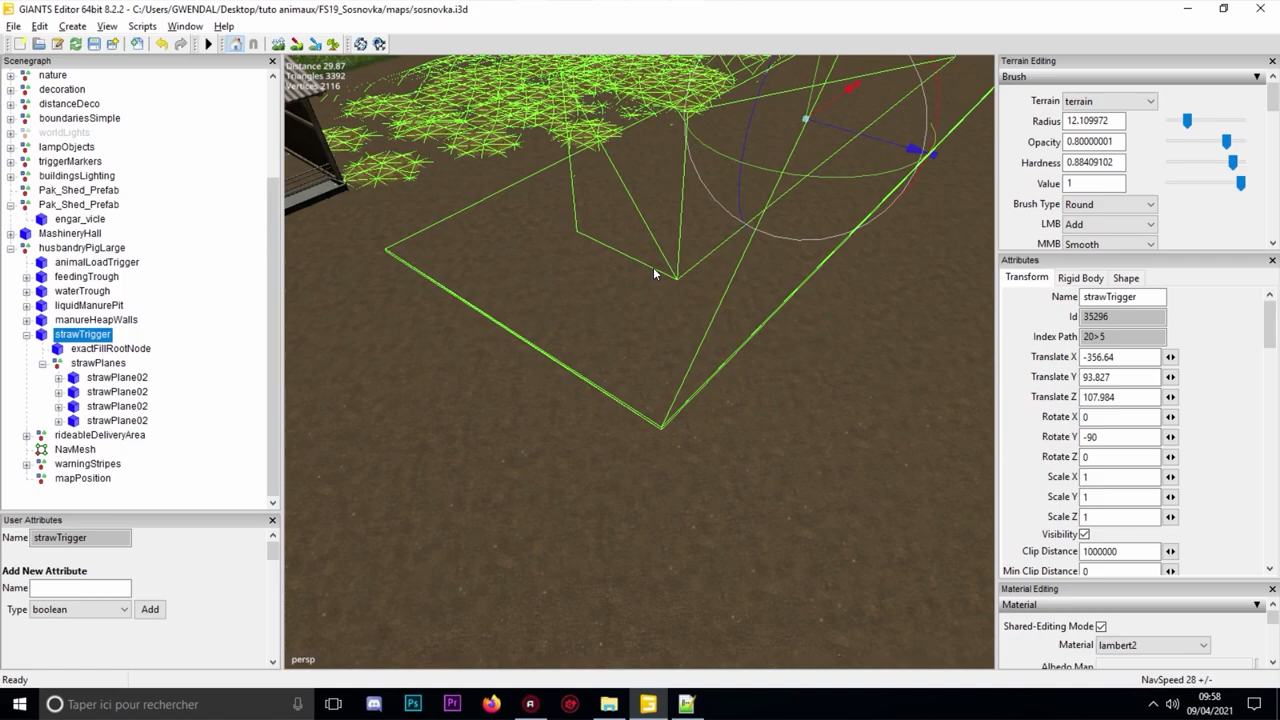 GIANTS Editor 64bit 8.2.2 - C:/Users/GWENDAL/Desktop/tuto animaux/FS19_Sosnovka/maps/sosnovka.i3d
File Edit Create View Scripts Window Help
Scenegraph
nature
decoration
distanceDeco
boundariesSimple
worldLights
lampObjects
triggerMarkers
buildingsLighting
Pak_Shed_Prefab
Pak_Shed_Prefab
engar_vicle
MashineryHall
husbandryPigLarge
animalLoadTrigger
feedingTrough
waterTrough
liquidManurePit
manureHeapWalls
strawTrigger
exactFillRootNode
strawPlanes
strawPlane02
strawPlane02
strawPlane02
strawPlane02
rideableDeliveryArea
NavMesh
warningStripes
mapPosition
User Attributes
Name strawTrigger
Add New Attribute
Name
Type boolean Add
Distance 29.87
Triangles 3392
Vertices 2116
persp
Terrain Editing
Brush
Terrain terrain
Radius 12.109972
Opacity 0.80000001
Hardness 0.88409102
Value 1
Brush Type Round
LMB Add
MMB Smooth
Attributes
Transform Rigid Body Shape
Name strawTrigger
Id 35296
Index Path 20>5
Translate X -356.64
Translate Y 93.827
Translate Z 107.984
Rotate X 0
Rotate Y -90
Rotate Z 0
Scale X 1
Scale Y 1
Scale Z 1
Visibility
Clip Distance 1000000
Min Clip Distance 0
Material Editing
Material
Shared-Editing Mode
Material lambert2
Albedo Map
Ready
NavSpeed 28 +/-
Taper ici pour rechercher
Ps
Pr
09:58
09/04/2021